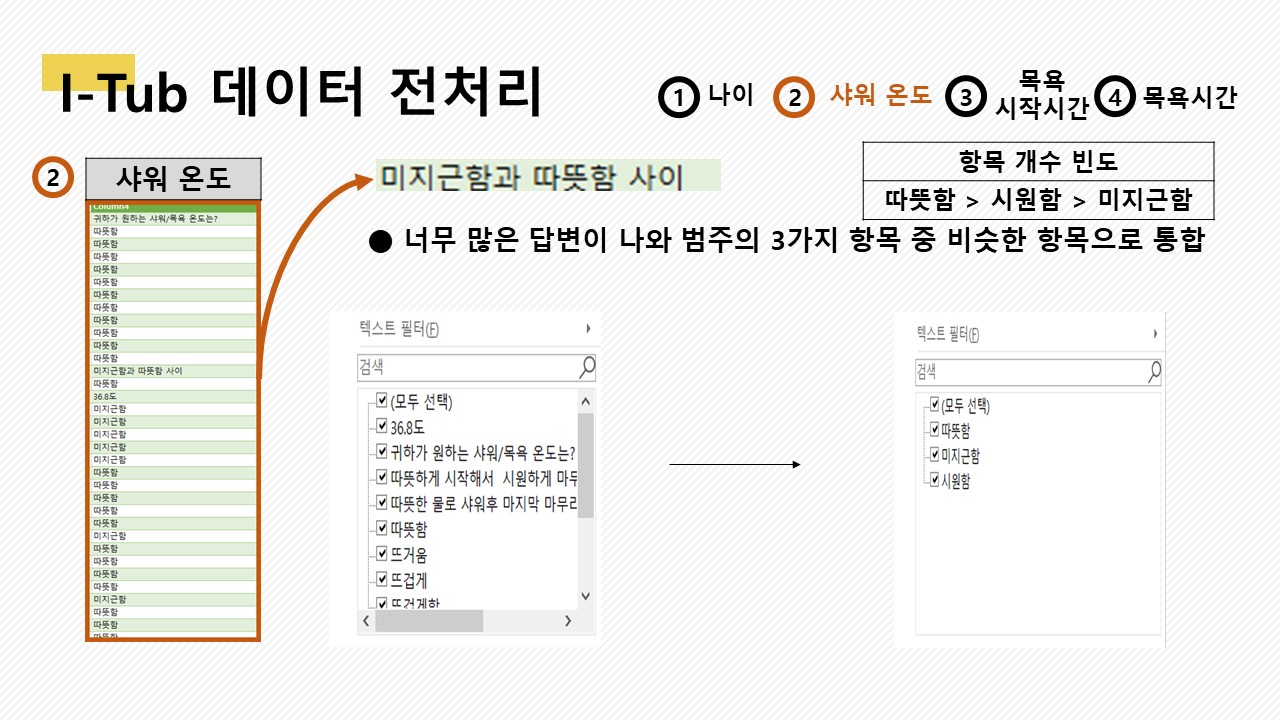 I-Tub 데이터 전처리
1 나이
2 샤워 온도
3 목욕
시작시간
4 목욕시간
2 샤워 온도
미지근함과 따뜻함 사이
항목 개수 빈도
따뜻함 > 시원함 > 미지근함
● 너무 많은 답변이 나와 범주의 3가지 항목 중 비슷한 항목으로 통합
Column4
귀하가 원하는 샤워/목욕 온도는?
따뜻함
따뜻함
따뜻함
따뜻함
따뜻함
따뜻함
따뜻함
따뜻함
따뜻함
따뜻함
따뜻함
미지근함과 따뜻함 사이
따뜻함
36.8도
미지근함
미지근함
미지근함
미지근함
미지근함
따뜻함
따뜻함
따뜻함
따뜻함
따뜻함
미지근함
따뜻함
따뜻함
따뜻함
따뜻함
미지근함
따뜻함
따뜻함
따뜻함
텍스트 필터(F)
검색
(모두 선택)
36.8도
귀하가 원하는 샤워/목욕 온도는?
따뜻하게 시작해서 시원하게 마무
따뜻한 물로 샤워후 마지막 마무리
따뜻함
뜨거움
뜨겁게
뜨겁게함
텍스트 필터(F)
검색
(모두 선택)
따뜻함
미지근함
시원함